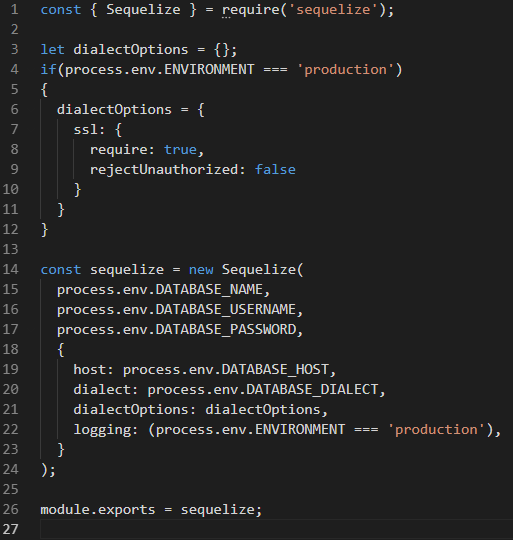 1 const { Sequelize } = require('sequelize');
2
3 let dialectOptions = {};
4 if(process.env.ENVIRONMENT === 'production')
5 {
6   dialectOptions = {
7     ssl: {
8       require: true,
9       rejectUnauthorized: false
10     }
11   }
12 }
13
14 const sequelize = new Sequelize(
15   process.env.DATABASE_NAME,
16   process.env.DATABASE_USERNAME,
17   process.env.DATABASE_PASSWORD,
18   {
19     host: process.env.DATABASE_HOST,
20     dialect: process.env.DATABASE_DIALECT,
21     dialectOptions: dialectOptions,
22     logging: (process.env.ENVIRONMENT === 'production'),
23   }
24 );
25
26 module.exports = sequelize;
27